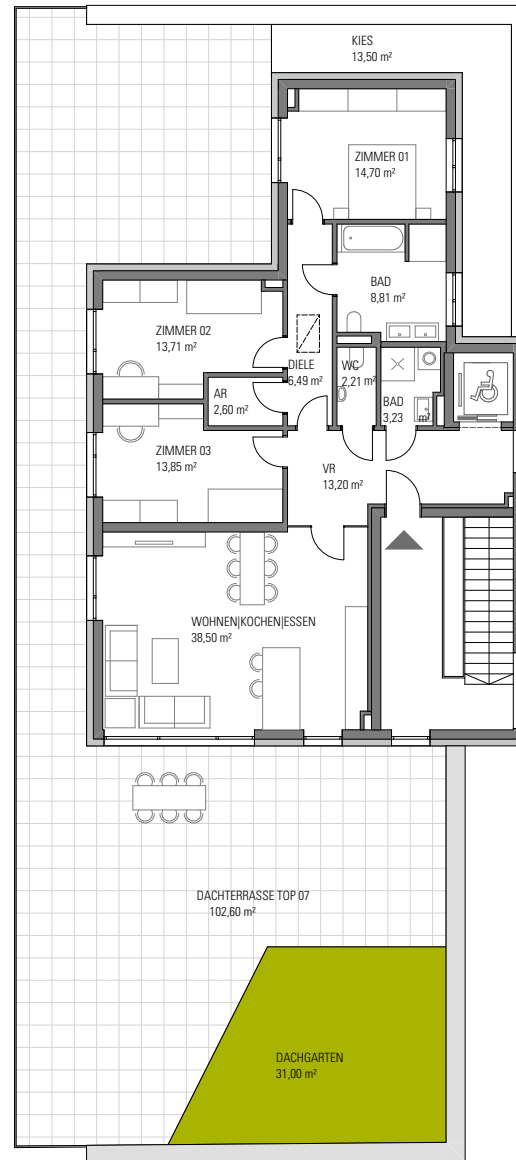 KIES
13,50 m²
ZIMMER 01
14,70 m²
BAD
8,81 m²
ZIMMER 02
13,71 m²
DIELE
6,49 m²
WC
2,21 m²
AR
2,60 m²
BAD
3,23 m²
ZIMMER 03
13,85 m²
VR
13,20 m²
WOHNEN|KOCHEN|ESSEN
38,50 m²
DACHTERRASSE TOP 07
102,60 m²
DACHGARTEN
31,00 m²